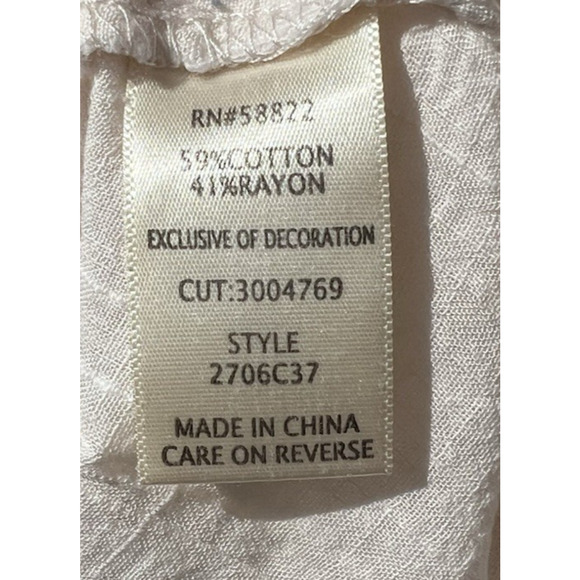 RN#58822
59%COTTON
41%RAYON
EXCLUSIVE OF DECORATION
CUT:3004769
STYLE
2706C37
MADE IN CHINA
CARE ON REVERSE